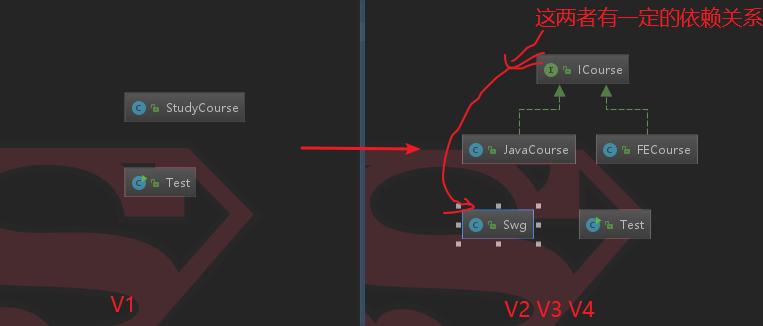 这两者有一定的依赖关系
ICourse
StudyCourse
JavaCourse
FECourse
Test
Swg
Test
V1
V2 V3 V4